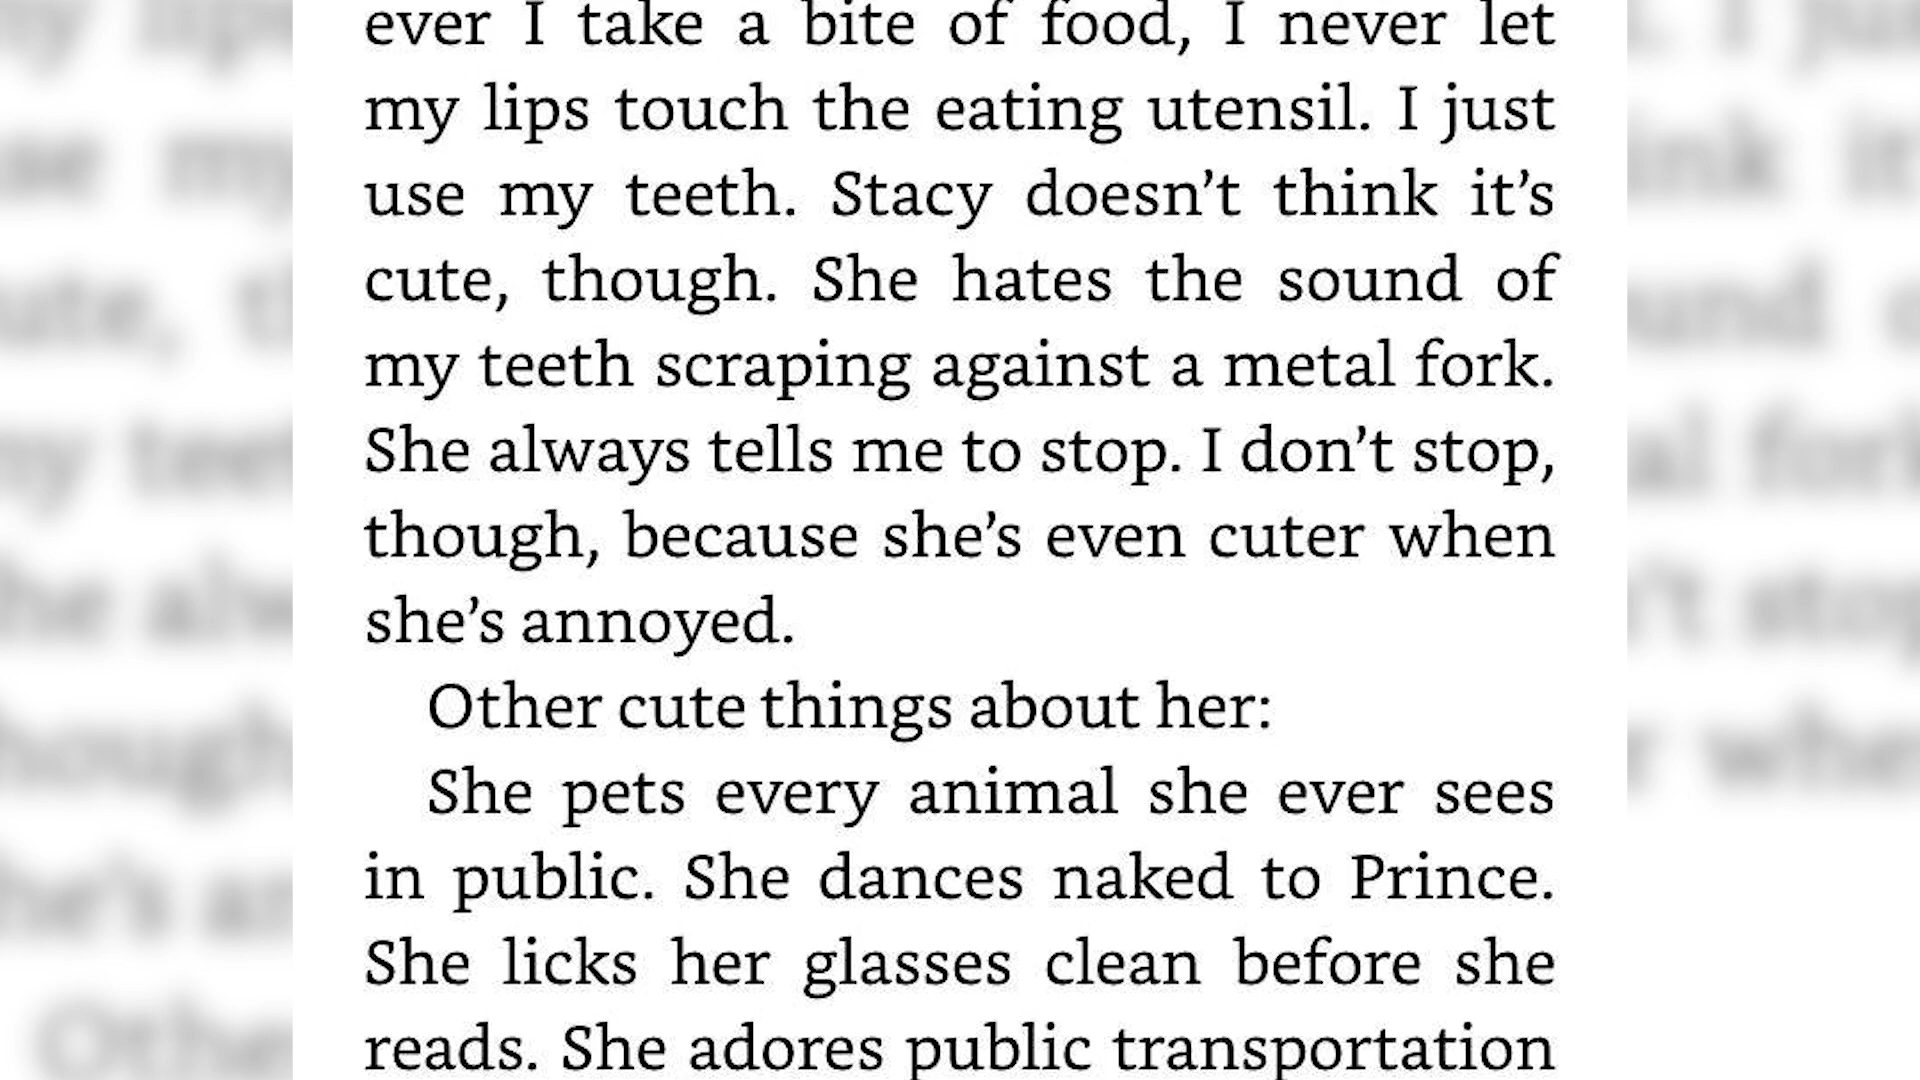 ever I take a bite of food, I never let
my lips touch the eating utensil. I just
use my teeth. Stacy doesn’t think it’s
cute, though. She hates the sound of
my teeth scraping against a metal fork.
She always tells me to stop. I don’t stop,
though, because she’s even cuter when
she’s annoyed.
Other cute things about her:
She pets every animal she ever sees
in public. She dances naked to Prince.
She licks her glasses clean before she
reads. She adores public transportation